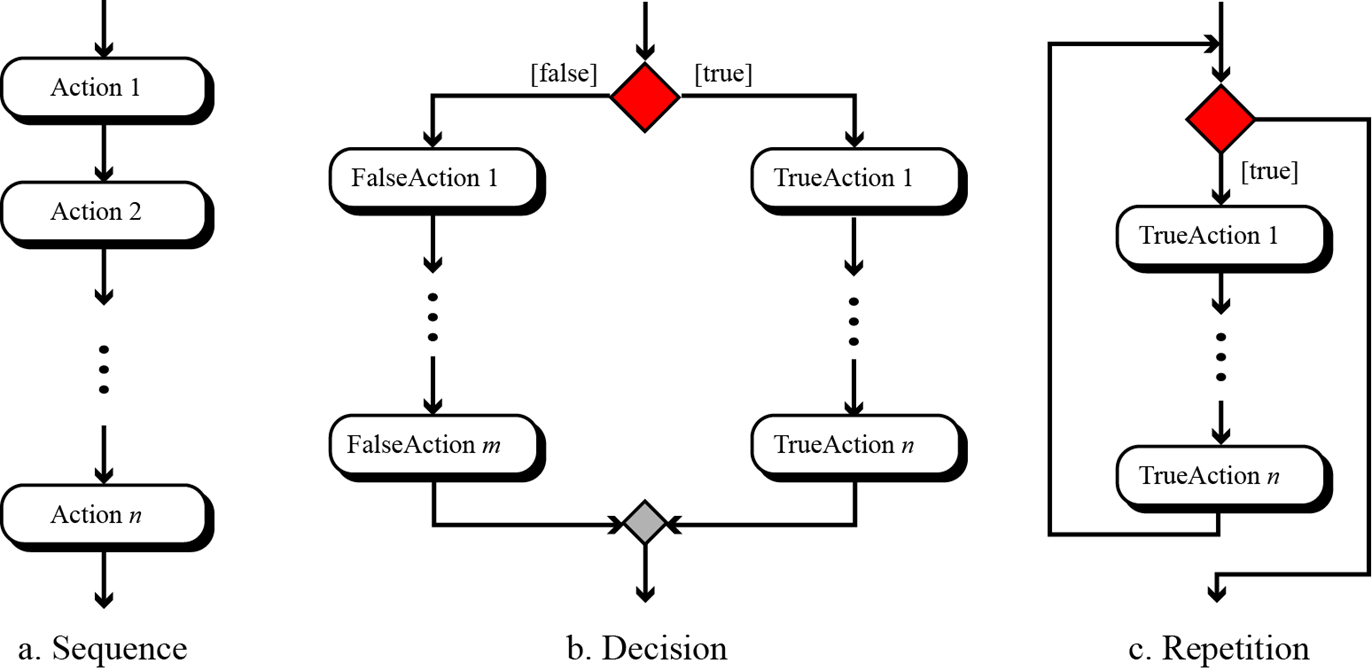 Action 1
Action 2
Action n
a. Sequence
[false]
[true]
FalseAction 1
TrueAction 1
FalseAction m
TrueAction n
b. Decision
[true]
TrueAction 1
TrueAction n
c. Repetition